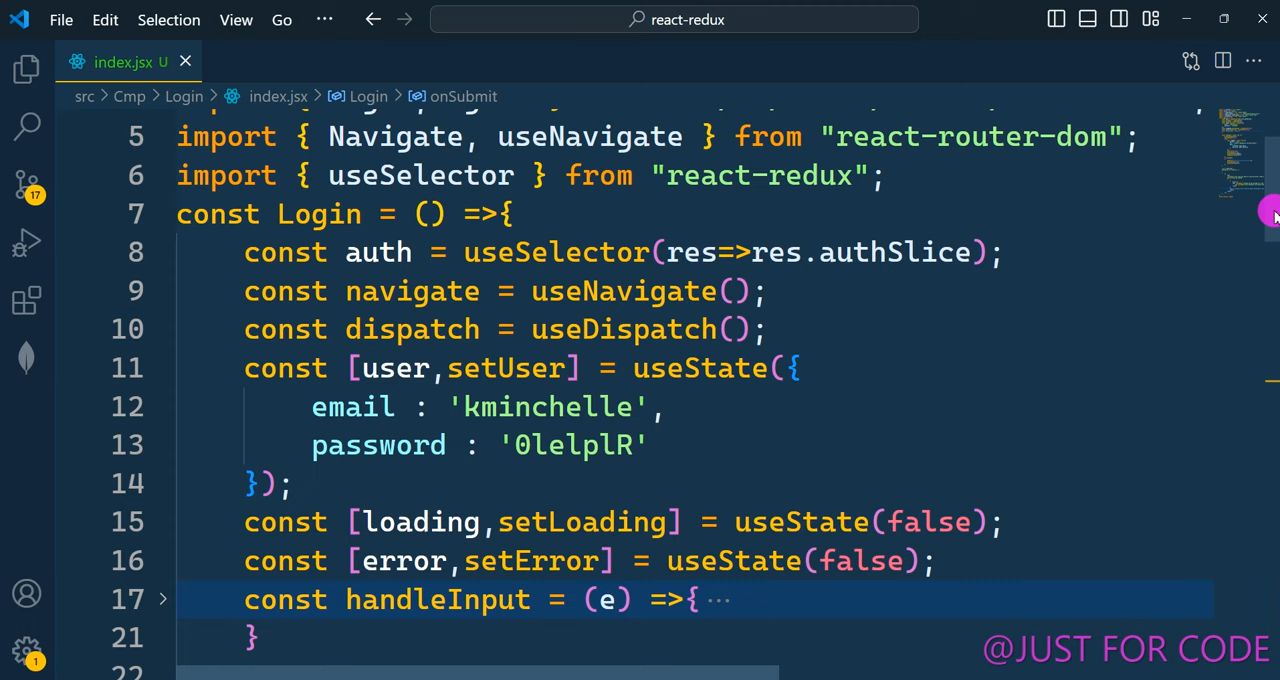 File Edit Selection View Go ··· react-redux
index.jsx U
src > Cmp > Login > index.jsx > Login > onSubmit
5 import { Navigate, useNavigate } from "react-router-dom";
6 import { useSelector } from "react-redux";
7 const Login = () =>{
8 const auth = useSelector(res=>res.authSlice);
9 const navigate = useNavigate();
10 const dispatch = useDispatch();
11 const [user,setUser] = useState({
12 email : 'kminchelle',
13 password : '0lelplR'
14 });
15 const [loading,setLoading] = useState(false);
16 const [error,setError] = useState(false);
17 const handleInput = (e) =>{ ···
21 }
22
17
1
@JUST FOR CODE